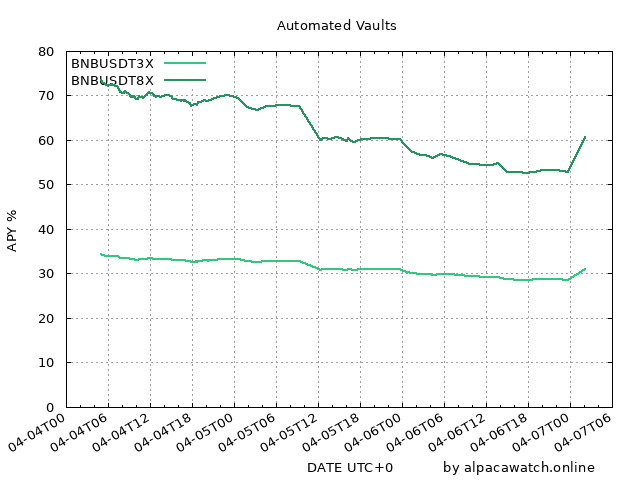 Automated Vaults
BNBUSDT3X
BNBUSDT8X
APY %
80
70
60
50
40
30
20
10
0
04-04T00
04-04T06
04-04T12
04-04T18
04-05T00
04-05T06
04-05T12
04-05T18
04-06T00
04-06T06
04-06T12
04-06T18
04-07T00
04-07T06
DATE UTC+0
by alpacawatch.online